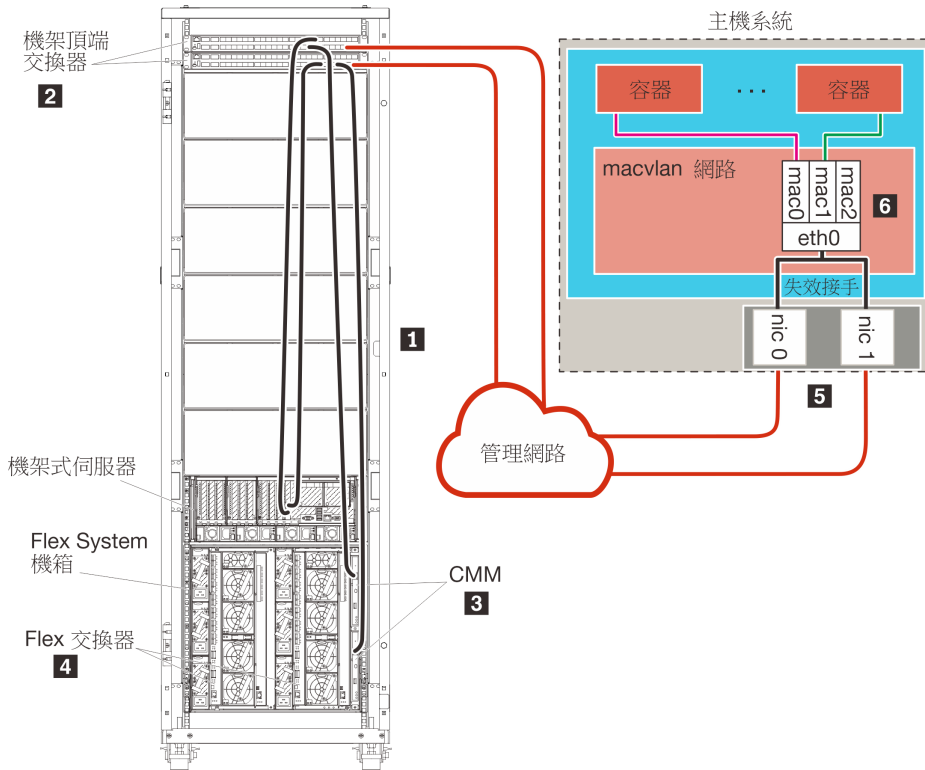 機架頂端
交換器
2
主機系統
容器
...
容器
macvlan 網路
mac0
mac1
mac2
6
eth0
失效接手
nic 0
nic 1
5
1
管理網路
機架式伺服器
Flex System
機箱
CMM
3
Flex 交換器
4